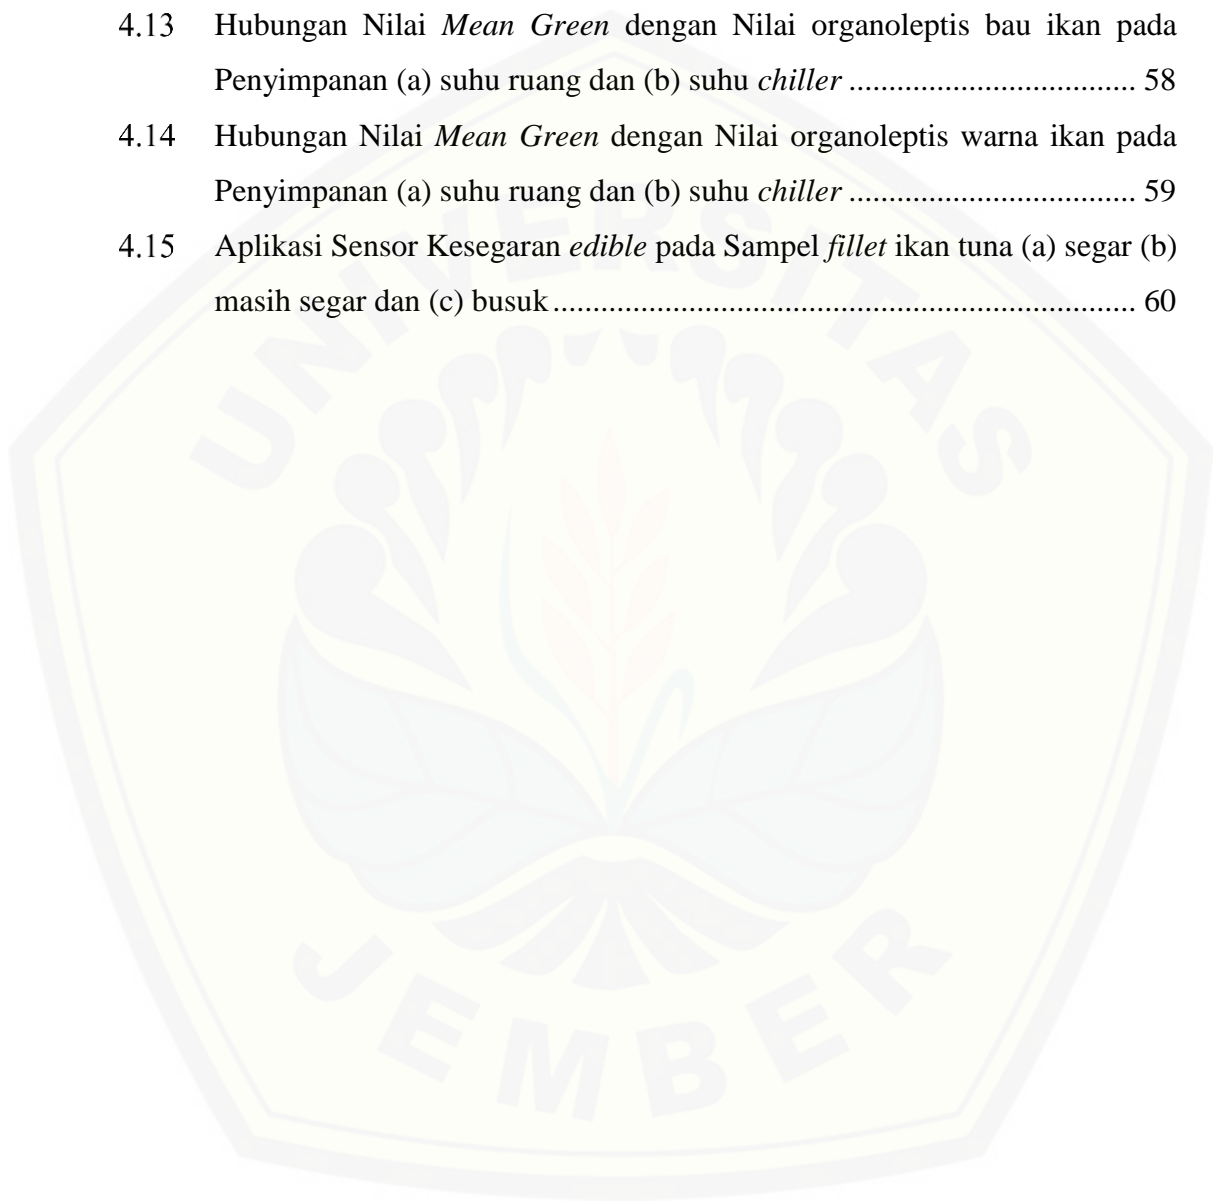 4.13 Hubungan Nilai Mean Green dengan Nilai organoleptis bau ikan pada
Penyimpanan (a) suhu ruang dan (b) suhu chiller .................................... 58
4.14 Hubungan Nilai Mean Green dengan Nilai organoleptis warna ikan pada
Penyimpanan (a) suhu ruang dan (b) suhu chiller .................................... 59
4.15 Aplikasi Sensor Kesegaran edible pada Sampel fillet ikan tuna (a) segar (b)
masih segar dan (c) busuk ......................................................................... 60
UNIVERSITAS
JEMBER